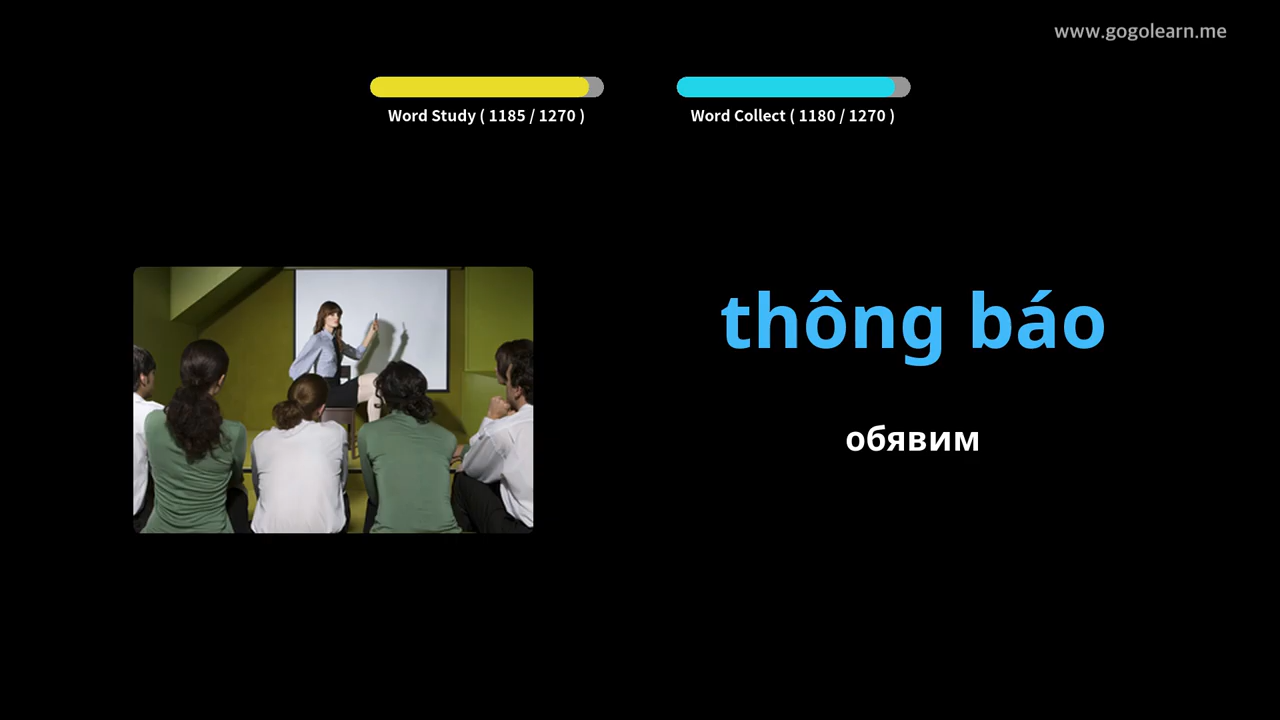 www.gogolearn.me
Word Study ( 1185 / 1270 )
Word Collect ( 1180 / 1270 )
thông báo
обявим